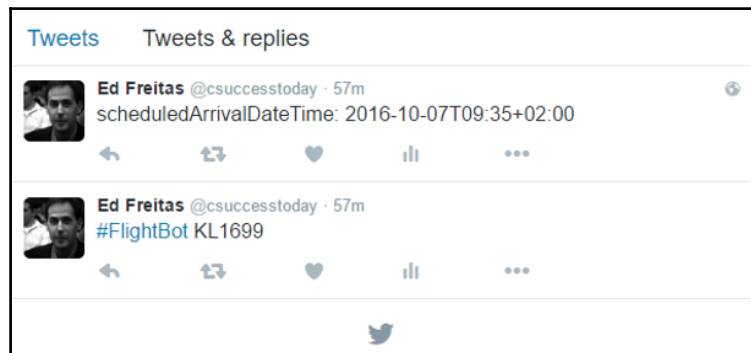 Tweets Tweets & replies
Ed Freitas @csuccesstoday · 57m
scheduledArrivalDateTime: 2016-10-07T09:35+02:00
Ed Freitas @csuccesstoday · 57m
#FlightBot KL1699